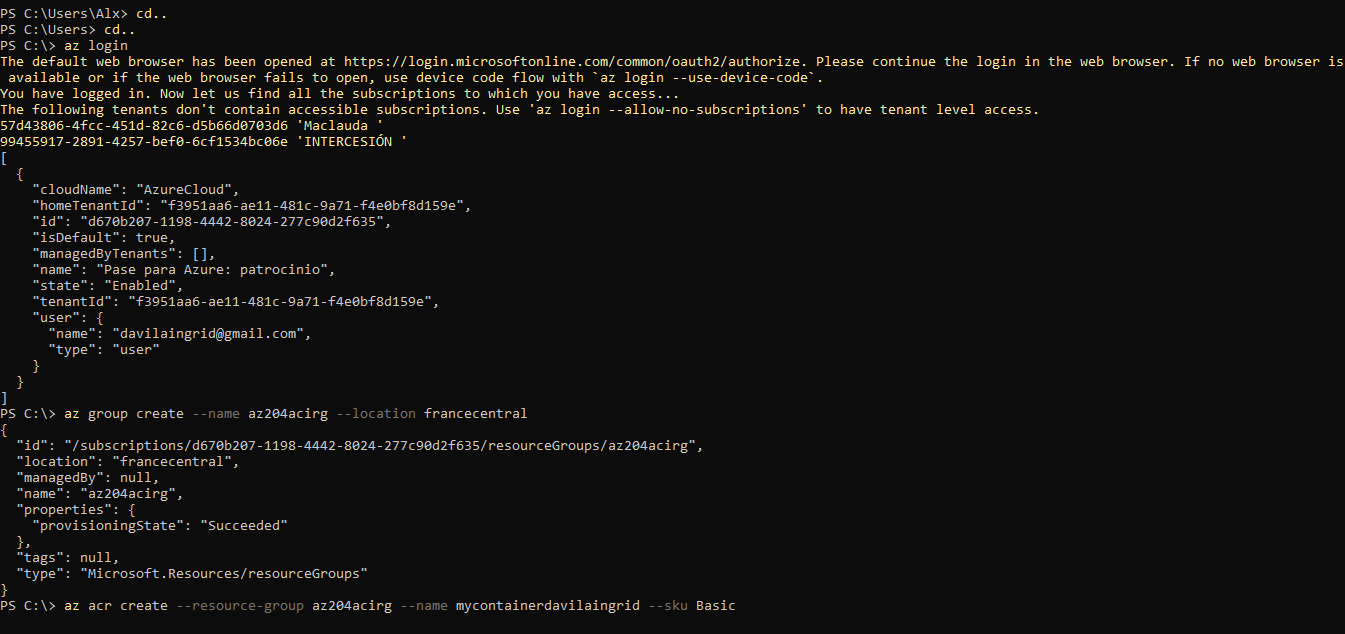 PS C:\Users\Alx> cd..
PS C:\Users> cd..
PS C:\> az login
The default web browser has been opened at https://login.microsoftonline.com/common/oauth2/authorize. Please continue the login in the web browser. If no web browser is
 available or if the web browser fails to open, use device code flow with `az login --use-device-code`.
You have logged in. Now let us find all the subscriptions to which you have access...
The following tenants don't contain accessible subscriptions. Use 'az login --allow-no-subscriptions' to have tenant level access.
57d43806-4fcc-451d-82c6-d5b66d0703d6 'Maclauda '
99455917-2891-4257-bef0-6cf1534bc06e 'INTERCESIÓN '
[
  {
    "cloudName": "AzureCloud",
    "homeTenantId": "f3951aa6-ae11-481c-9a71-f4e0bf8d159e",
    "id": "d670b207-1198-4442-8024-277c90d2f635",
    "isDefault": true,
    "managedByTenants": [],
    "name": "Pase para Azure: patrocinio",
    "state": "Enabled",
    "tenantId": "f3951aa6-ae11-481c-9a71-f4e0bf8d159e",
    "user": {
      "name": "davilaingrid@gmail.com",
      "type": "user"
    }
  }
]
PS C:\> az group create --name az204acirg --location francecentral
{
  "id": "/subscriptions/d670b207-1198-4442-8024-277c90d2f635/resourceGroups/az204acirg",
  "location": "francecentral",
  "managedBy": null,
  "name": "az204acirg",
  "properties": {
    "provisioningState": "Succeeded"
  },
  "tags": null,
  "type": "Microsoft.Resources/resourceGroups"
}
PS C:\> az acr create --resource-group az204acirg --name mycontainerdavilaingrid --sku Basic